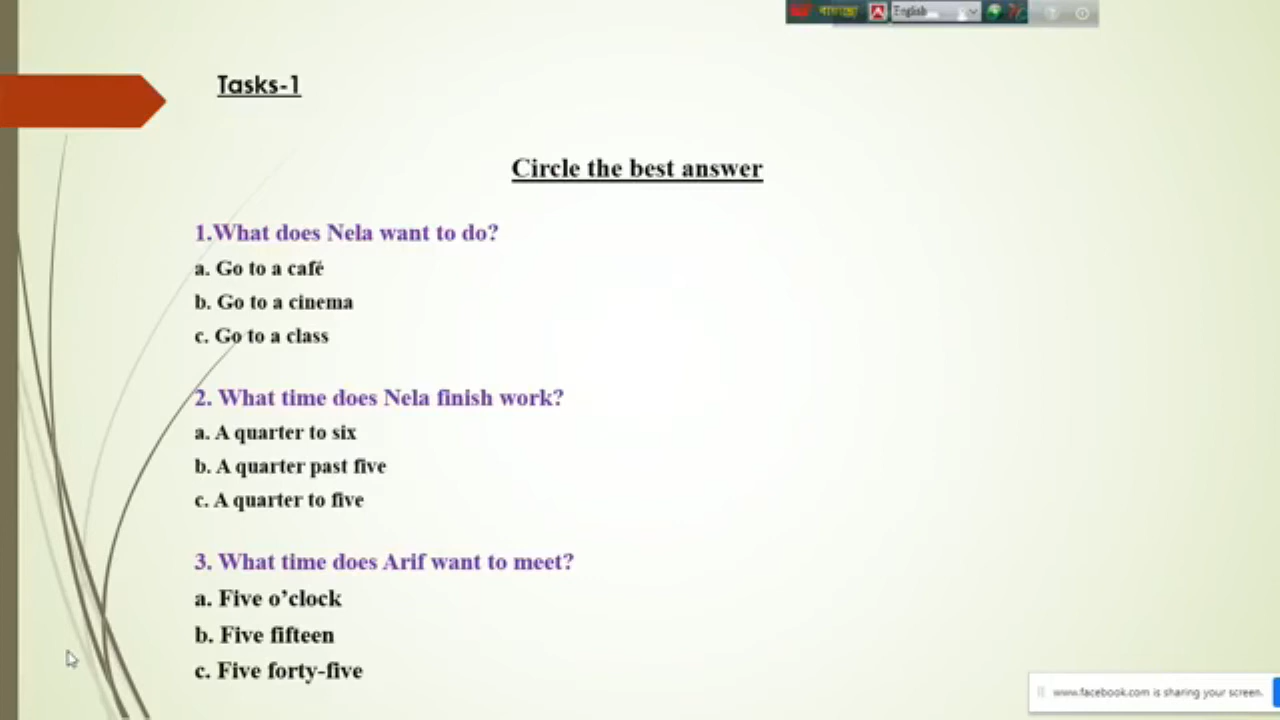 English
Tasks-1
Circle the best answer
1.What does Nela want to do?
a. Go to a café
b. Go to a cinema
c. Go to a class
2. What time does Nela finish work?
a. A quarter to six
b. A quarter past five
c. A quarter to five
3. What time does Arif want to meet?
a. Five o’clock
b. Five fifteen
c. Five forty-five
www.facebook.com is sharing your screen.